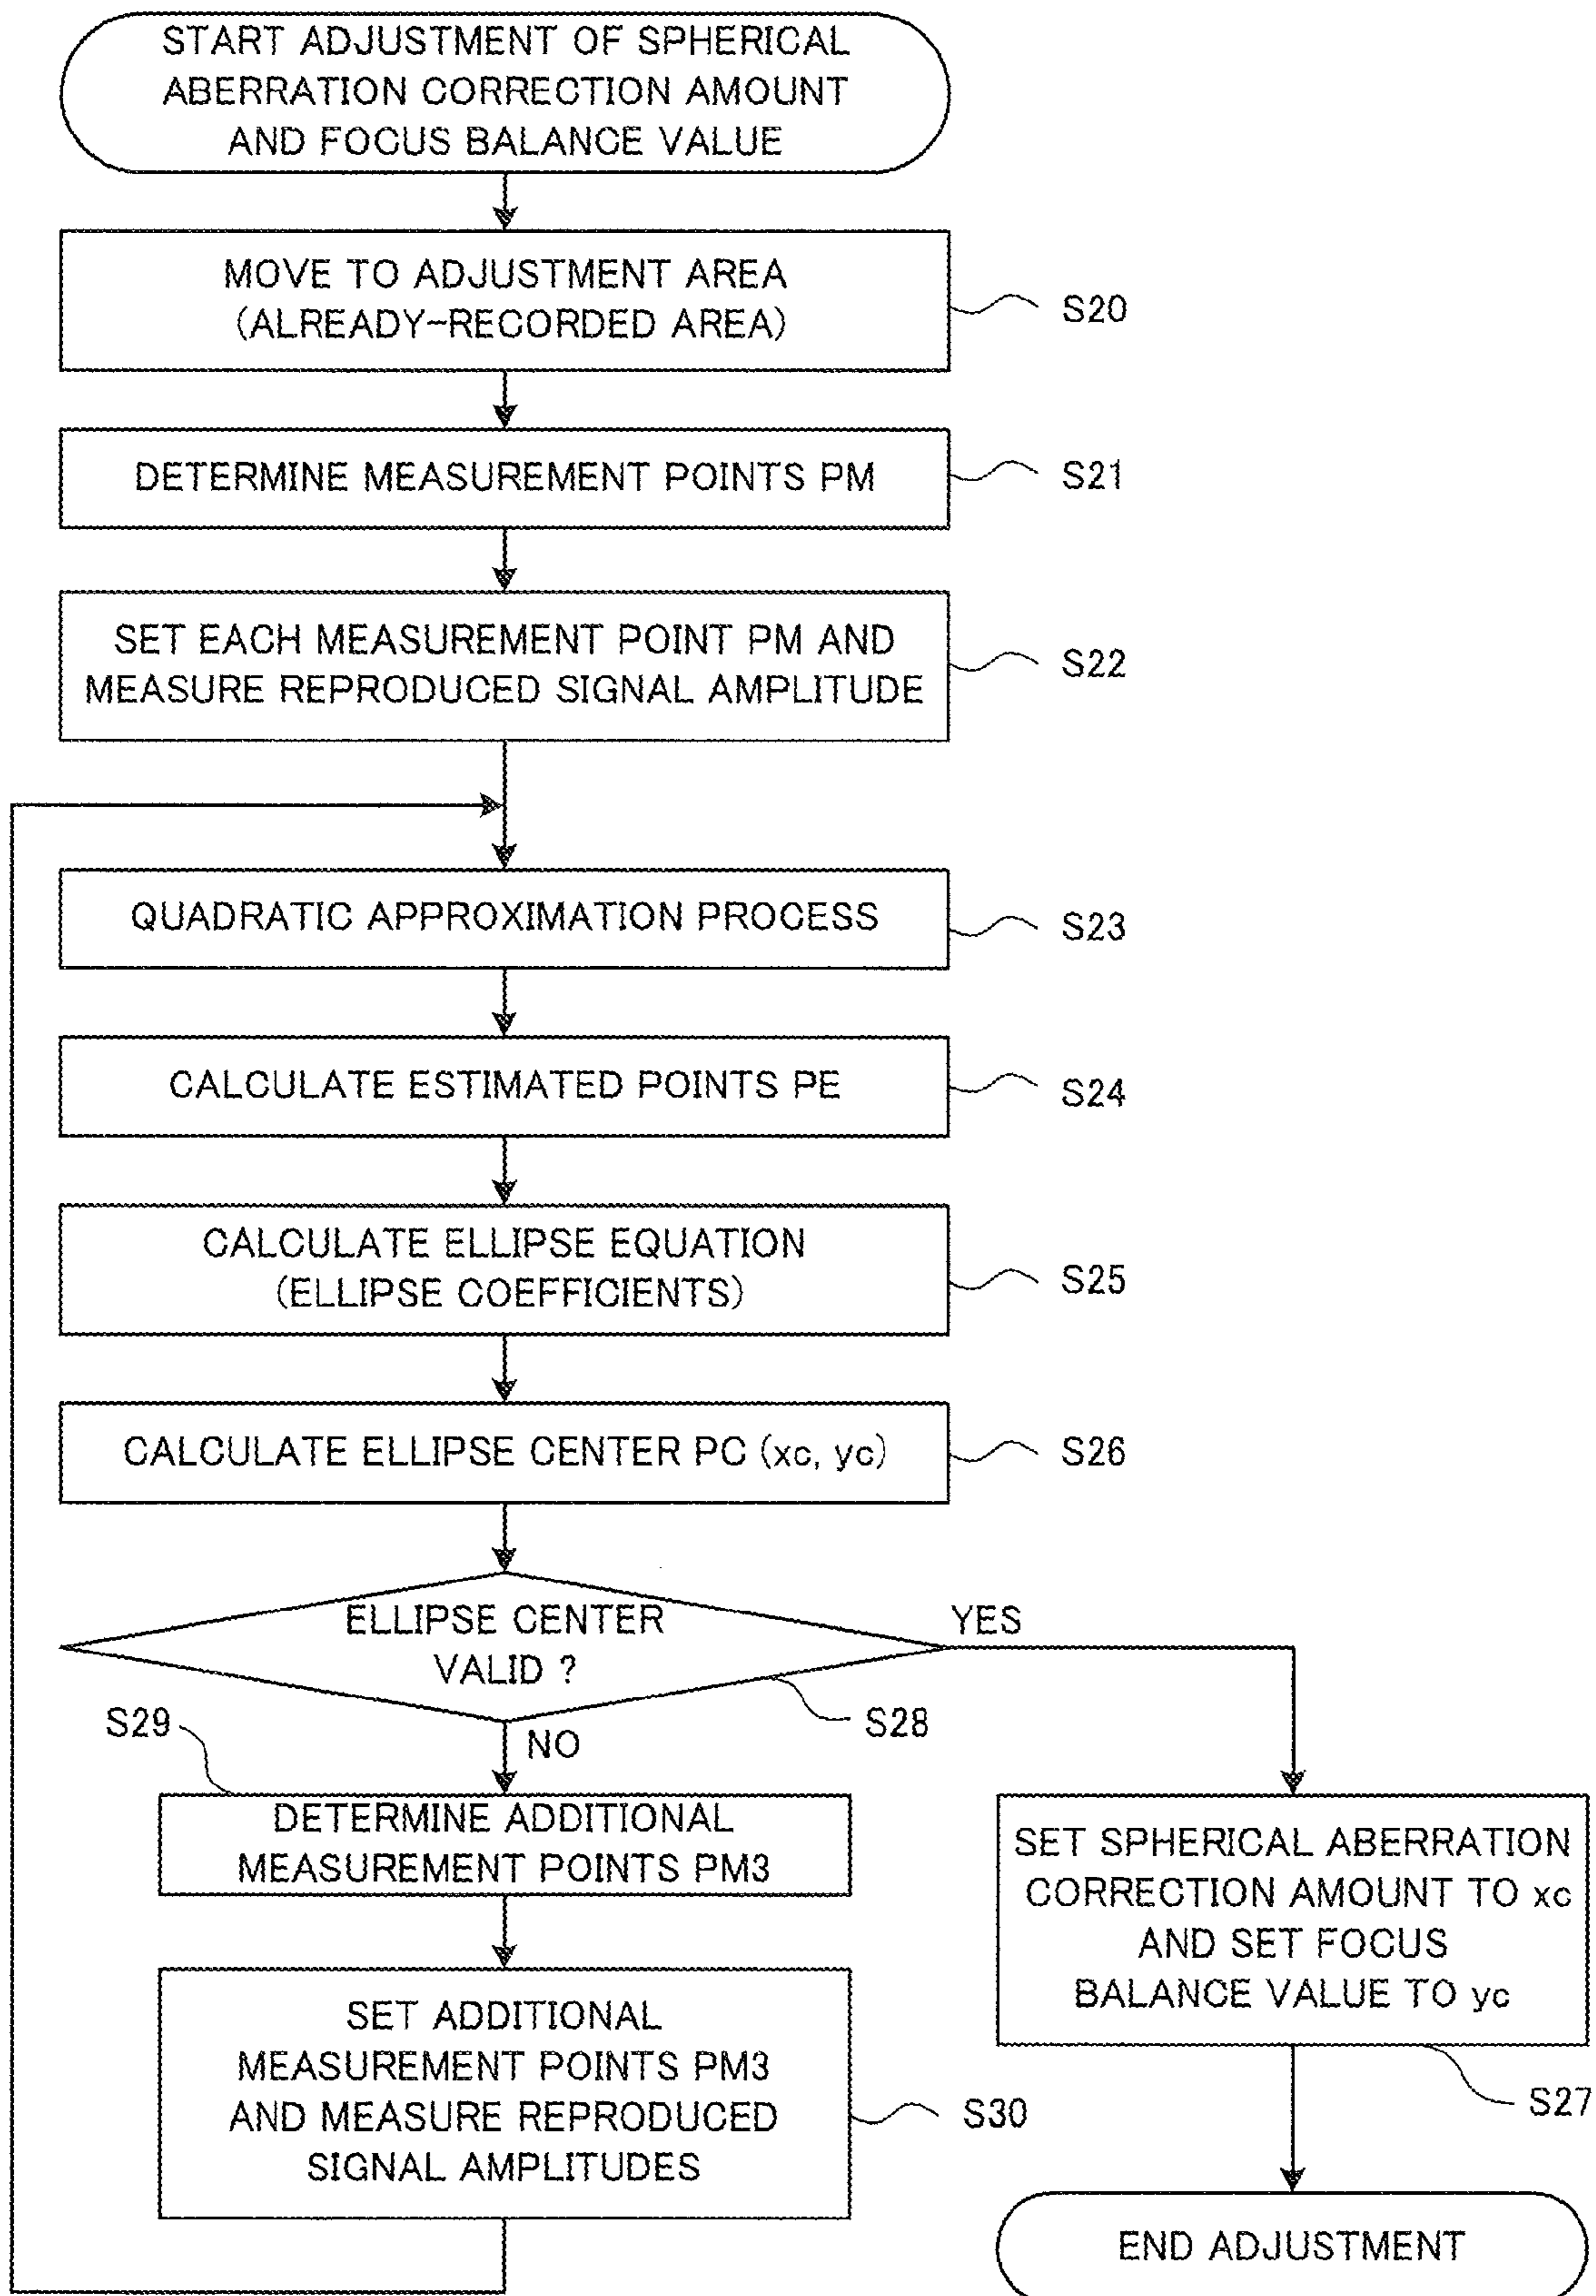 START ADJUSTMENT OF SPHERICAL
ABERRATION CORRECTION AMOUNT
AND FOCUS BALANCE VALUE
MOVE TO ADJUSTMENT AREA
(ALREADY-RECORDED AREA)
S20
DETERMINE MEASUREMENT POINTS PM
S21
SET EACH MEASUREMENT POINT PM AND
MEASURE REPRODUCED SIGNAL AMPLITUDE
S22
QUADRATIC APPROXIMATION PROCESS
S23
CALCULATE ESTIMATED POINTS PE
S24
CALCULATE ELLIPSE EQUATION
(ELLIPSE COEFFICIENTS)
S25
CALCULATE ELLIPSE CENTER PC (xc, yc)
S26
ELLIPSE CENTER
VALID ?
YES
S28
NO
S29
DETERMINE ADDITIONAL
MEASUREMENT POINTS PM3
SET ADDITIONAL
MEASUREMENT POINTS PM3
AND MEASURE REPRODUCED
SIGNAL AMPLITUDES
S30
SET SPHERICAL ABERRATION
CORRECTION AMOUNT TO xc
AND SET FOCUS
BALANCE VALUE TO yc
S27
END ADJUSTMENT